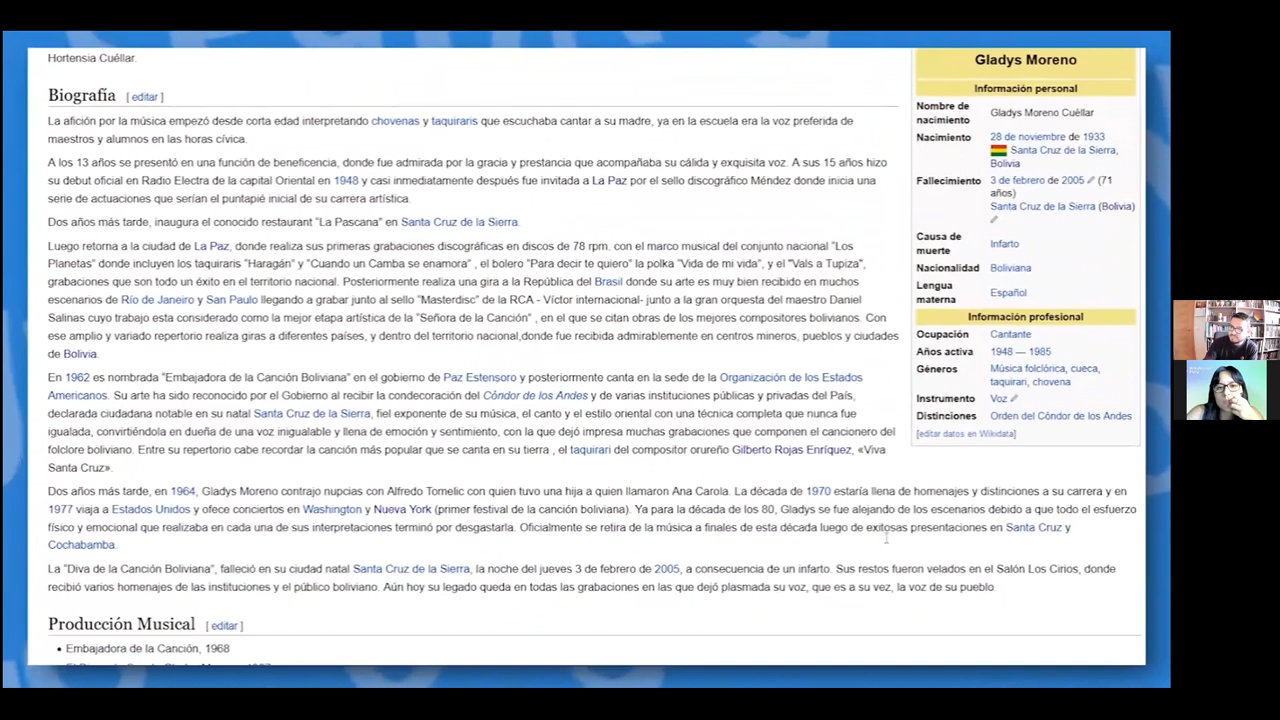 Hortensia Cuéllar.
Biografía [ editar ]
La afición por la música empezó desde corta edad interpretando chovenas y taquiraris que escuchaba cantar a su madre, ya en la escuela era la voz preferida de
maestros y alumnos en las horas cívica.
A los 13 años se presentó en una función de beneficencia, donde fue admirada por la gracia y prestancia que acompañaba su cálida y exquisita voz. A sus 15 años hizo
su debut oficial en Radio Electra de la capital Oriental en 1948 y casi inmediatamente después fue invitada a La Paz por el sello discográfico Méndez donde inicia una
serie de actuaciones que serían el puntapié inicial de su carrera artística.
Dos años más tarde, inaugura el conocido restaurant "La Pascana" en Santa Cruz de la Sierra.
Luego retorna a la ciudad de La Paz, donde realiza sus primeras grabaciones discográficas en discos de 78 rpm. con el marco musical del conjunto nacional "Los
Planetas" donde incluyen los taquiraris "Haragán" y "Cuando un Camba se enamora" , el bolero "Para decir te quiero" la polka "Vida de mi vida", y el "Vals a Tupiza",
grabaciones que son todo un éxito en el territorio nacional. Posteriormente realiza una gira a la República del Brasil donde su arte es muy bien recibido en muchos
escenarios de Río de Janeiro y San Paulo llegando a grabar junto al sello "Masterdisc" de la RCA - Víctor internacional- junto a la gran orquesta del maestro Daniel
Salinas cuyo trabajo esta considerado como la mejor etapa artística de la "Señora de la Canción" , en el que se citan obras de los mejores compositores bolivianos. Con
ese amplio y variado repertorio realiza giras a diferentes países, y dentro del territorio nacional,donde fue recibida admirablemente en centros mineros, pueblos y ciudades
de Bolivia.
En 1962 es nombrada "Embajadora de la Canción Boliviana" en el gobierno de Paz Estensoro y posteriormente canta en la sede de la Organización de los Estados
Americanos. Su arte ha sido reconocido por el Gobierno al recibir la condecoración del Cóndor de los Andes y de varias instituciones públicas y privadas del País,
declarada ciudadana notable en su natal Santa Cruz de la Sierra, fiel exponente de su música, el canto y el estilo oriental con una técnica completa que nunca fue
igualada, convirtiéndola en dueña de una voz inigualable y llena de emoción y sentimiento, con la que dejó impresa muchas grabaciones que componen el cancionero del
folclore boliviano. Entre su repertorio cabe recordar la canción más popular que se canta en su tierra , el taquirari del compositor orureño Gilberto Rojas Enríquez, «Viva
Santa Cruz».
Dos años más tarde, en 1964, Gladys Moreno contrajo nupcias con Alfredo Tomelic con quien tuvo una hija a quien llamaron Ana Carola. La década de 1970 estaría llena de homenajes y distinciones a su carrera y en
1977 viaja a Estados Unidos y ofece conciertos en Washington y Nueva York (primer festival de la canción boliviana). Ya para la década de los 80, Gladys se fue alejando de los escenarios debido a que todo el esfuerzo
físico y emocional que realizaba en cada una de sus interpretaciones terminó por desgastarla. Oficialmente se retira de la música a finales de esta década luego de exitosas presentaciones en Santa Cruz y
Cochabamba.
La "Diva de la Canción Boliviana", falleció en su ciudad natal Santa Cruz de la Sierra, la noche del jueves 3 de febrero de 2005, a consecuencia de un infarto. Sus restos fueron velados en el Salón Los Cirios, donde
recibió varios homenajes de las instituciones y el público boliviano. Aún hoy su legado queda en todas las grabaciones en las que dejó plasmada su voz, que es a su vez, la voz de su pueblo.
Producción Musical [ editar ]
• Embajadora de la Canción, 1968
Gladys Moreno
Información personal
Nombre de
nacimiento
Gladys Moreno Cuéllar
Nacimiento
28 de noviembre de 1933
Santa Cruz de la Sierra,
Bolivia
Fallecimiento
3 de febrero de 2005 (71
años)
Santa Cruz de la Sierra (Bolivia)
Causa de
muerte
Infarto
Nacionalidad
Boliviana
Lengua
materna
Español
Información profesional
Ocupación
Cantante
Años activa
1948 — 1985
Géneros
Música folclórica, cueca,
taquirari, chovena
Instrumento
Voz
Distinciones
Orden del Cóndor de los Andes
[editar datos en Wikidata]